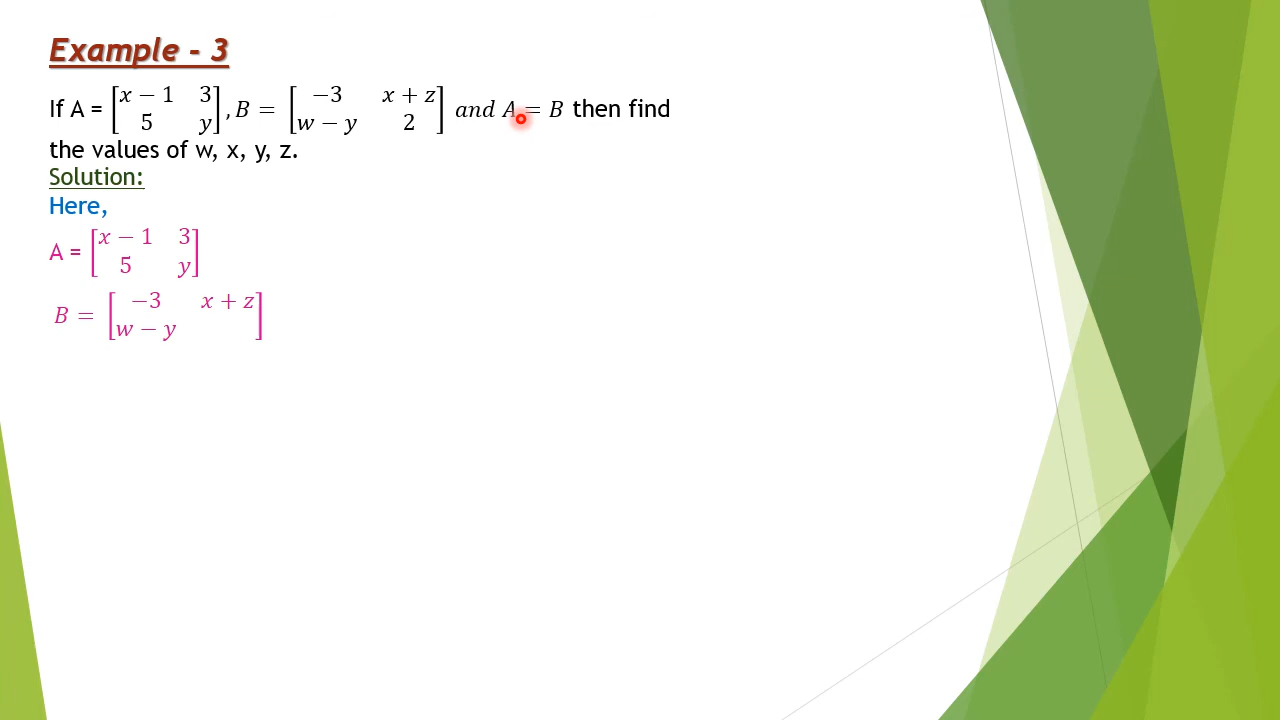 Example - 3
If A = [x − 1 3; 5 y], B = [−3 x + z; w − y 2] and A = B then find
the values of w, x, y, z.
Solution:
Here,
A = [x − 1 3; 5 y]
B = [−3 x + z; w − y ]